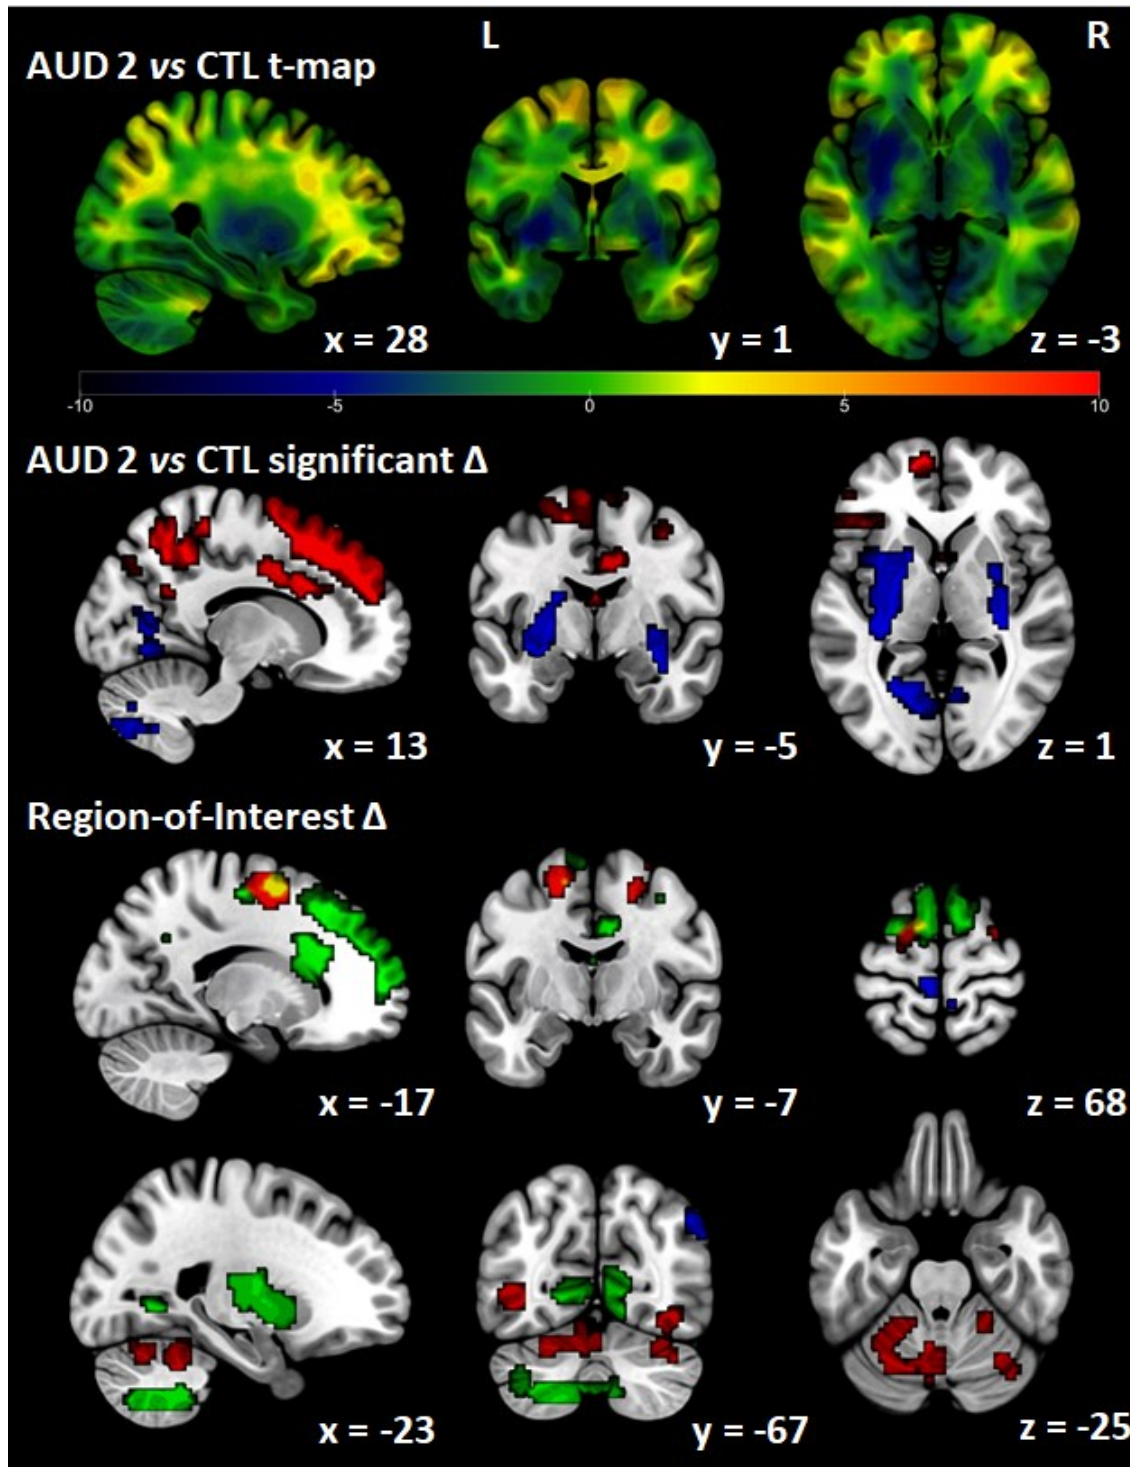 L
R
AUD 2 vs CTL t-map
x = 28
y = 1
z = -3
-10
-5
0
5
10
AUD 2 vs CTL significant Δ
x = 13
y = -5
z = 1
Region-of-Interest Δ
x = -17
y = -7
z = 68
x = -23
y = -67
z = -25